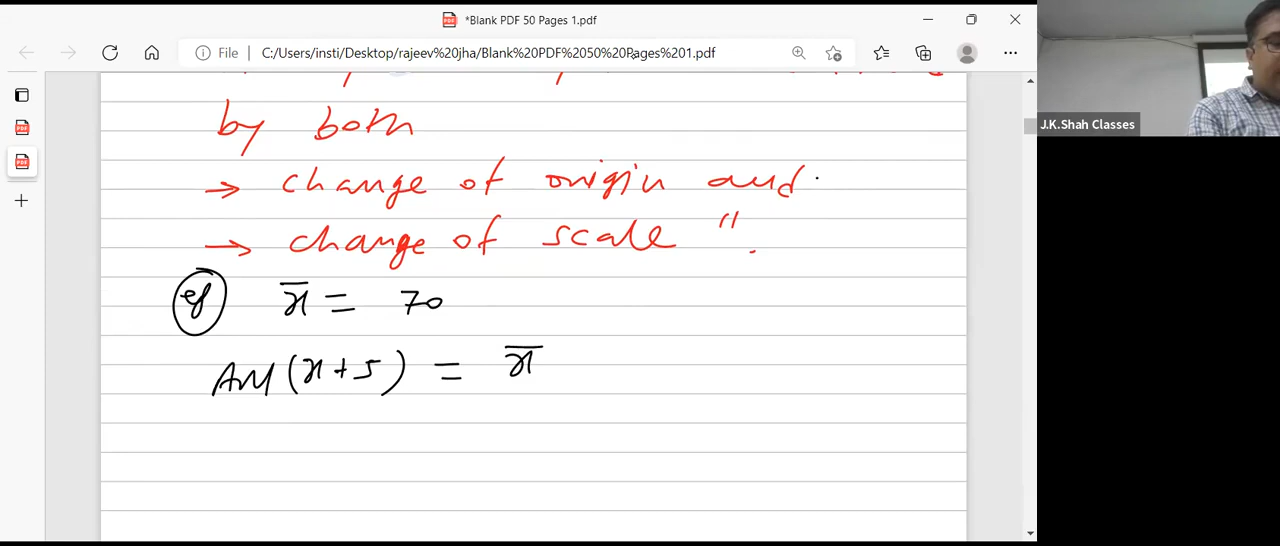 *Blank PDF 50 Pages 1.pdf
File C:/Users/insti/Desktop/rajeev%20jha/Blank%20PDF%2050%20Pages%201.pdf
J.K.Shah Classes
by both
→ change of origin and
→ change of scale ".
eg x̅ = 70
AM (x + 5) = x̅